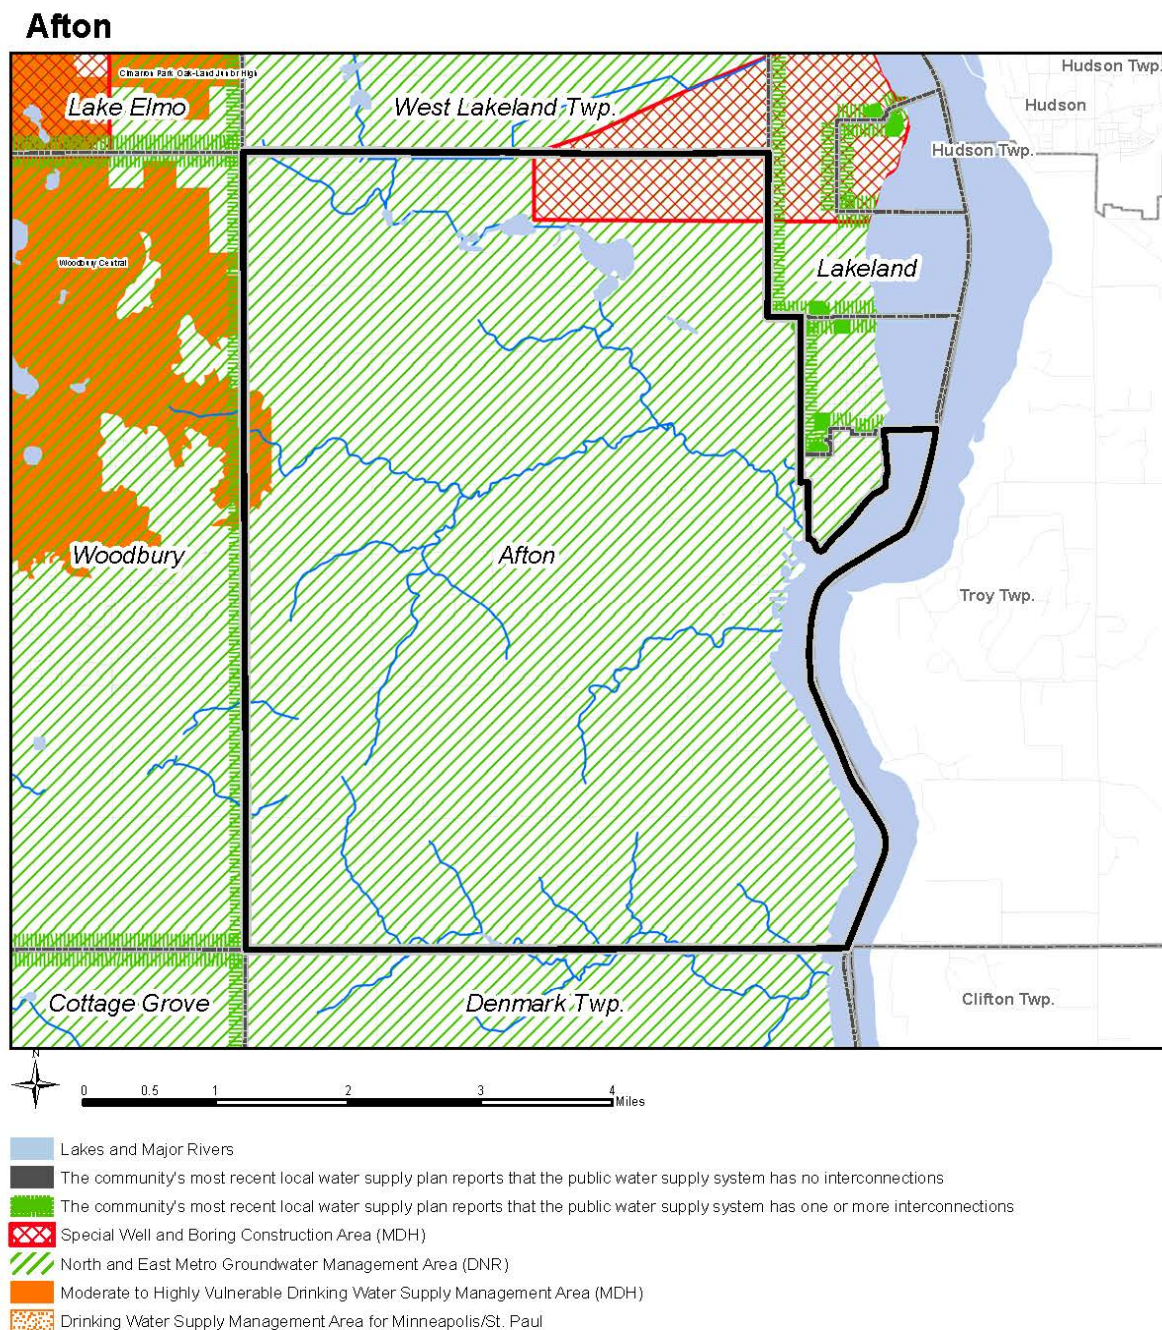 Afton
Hudson Twp.
Cimarron Park Oak-Land Junior High
Lake Elmo
West Lakeland Twp.
Hudson
Hudson Twp.
Woodbury Central
Lakeland
Woodbury
Afton
Troy Twp.
Cottage Grove
Denmark Twp.
Clifton Twp.
N
0 0.5 1 2 3 4
Miles
Lakes and Major Rivers
The community's most recent local water supply plan reports that the public water supply system has no interconnections
The community's most recent local water supply plan reports that the public water supply system has one or more interconnections
Special Well and Boring Construction Area (MDH)
North and East Metro Groundwater Management Area (DNR)
Moderate to Highly Vulnerable Drinking Water Supply Management Area (MDH)
Drinking Water Supply Management Area for Minneapolis/St. Paul